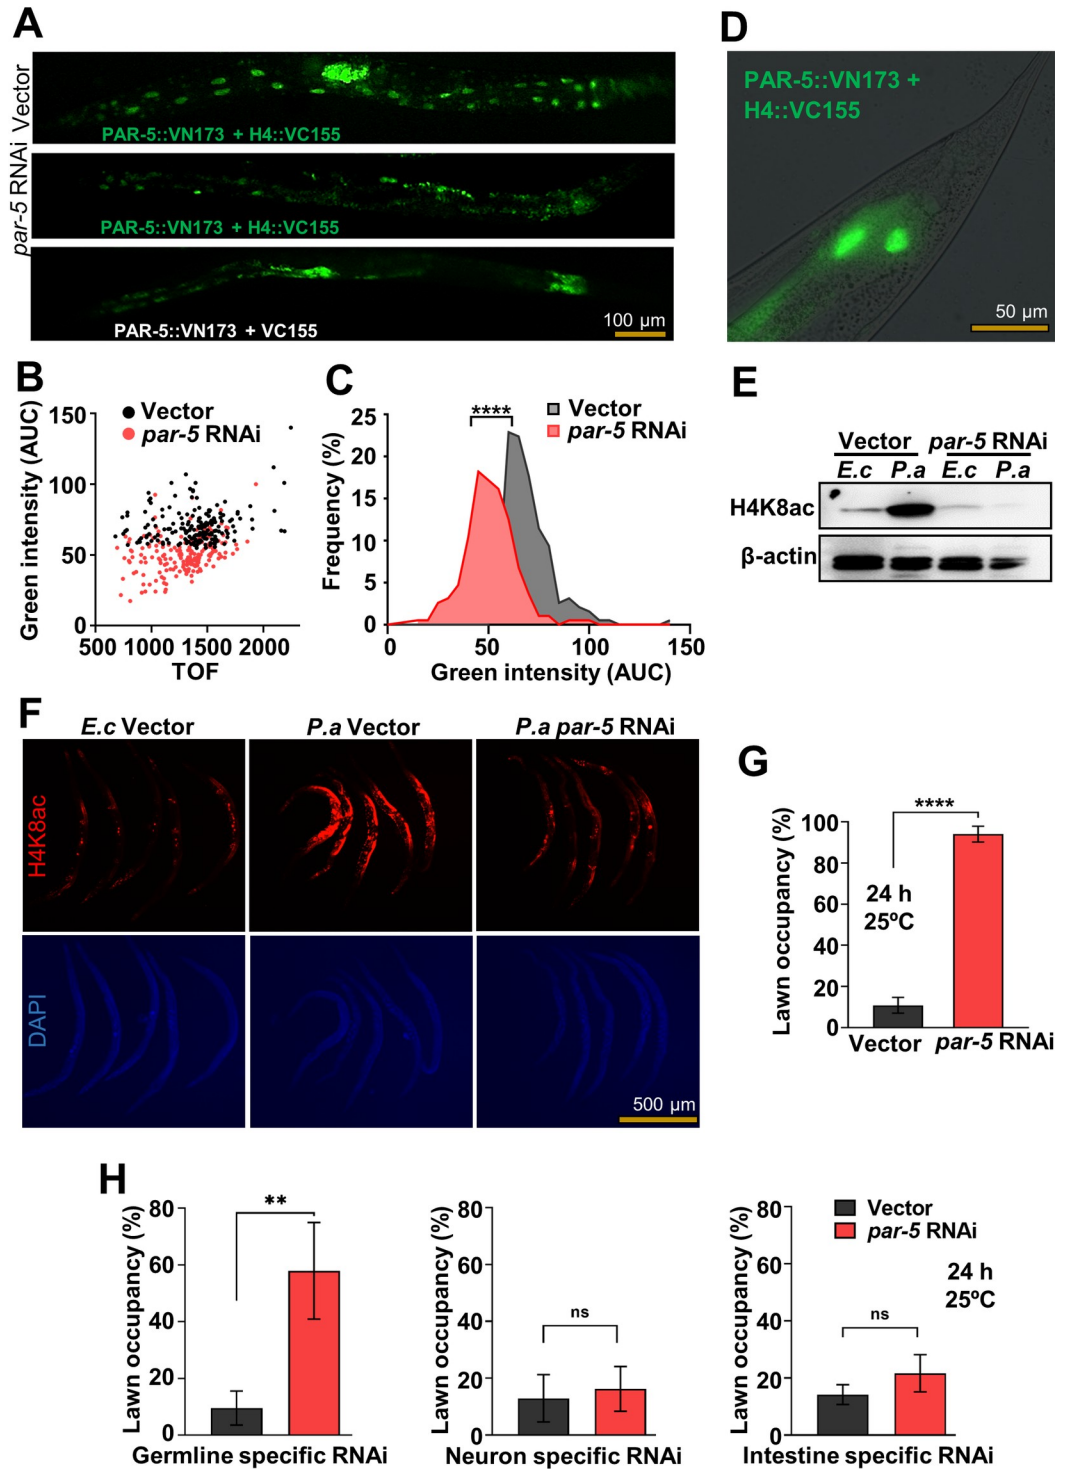 A
Vector
par-5 RNAi
PAR-5::VN173 + H4::VC155
PAR-5::VN173 + H4::VC155
PAR-5::VN173 + VC155
100 µm
D
PAR-5::VN173 +
H4::VC155
50 µm
B
Green intensity (AUC)
150
100
50
0
500 1000 1500 2000
TOF
Vector
par-5 RNAi
C
Frequency (%)
25
20
15
10
5
0
0 50 100 150
Green intensity (AUC)
****
Vector
par-5 RNAi
E
Vector par-5 RNAi
E.c P.a E.c P.a
H4K8ac
β-actin
F
E.c Vector P.a Vector P.a par-5 RNAi
H4K8ac
DAPI
500 µm
G
Lawn occupancy (%)
100
80
60
40
20
0
****
24 h
25ºC
Vector par-5 RNAi
H
Lawn occupancy (%)
80
60
40
20
0
**
Germline specific RNAi
Lawn occupancy (%)
80
60
40
20
0
ns
Neuron specific RNAi
Lawn occupancy (%)
80
60
40
20
0
ns
Intestine specific RNAi
Vector
par-5 RNAi
24 h
25ºC